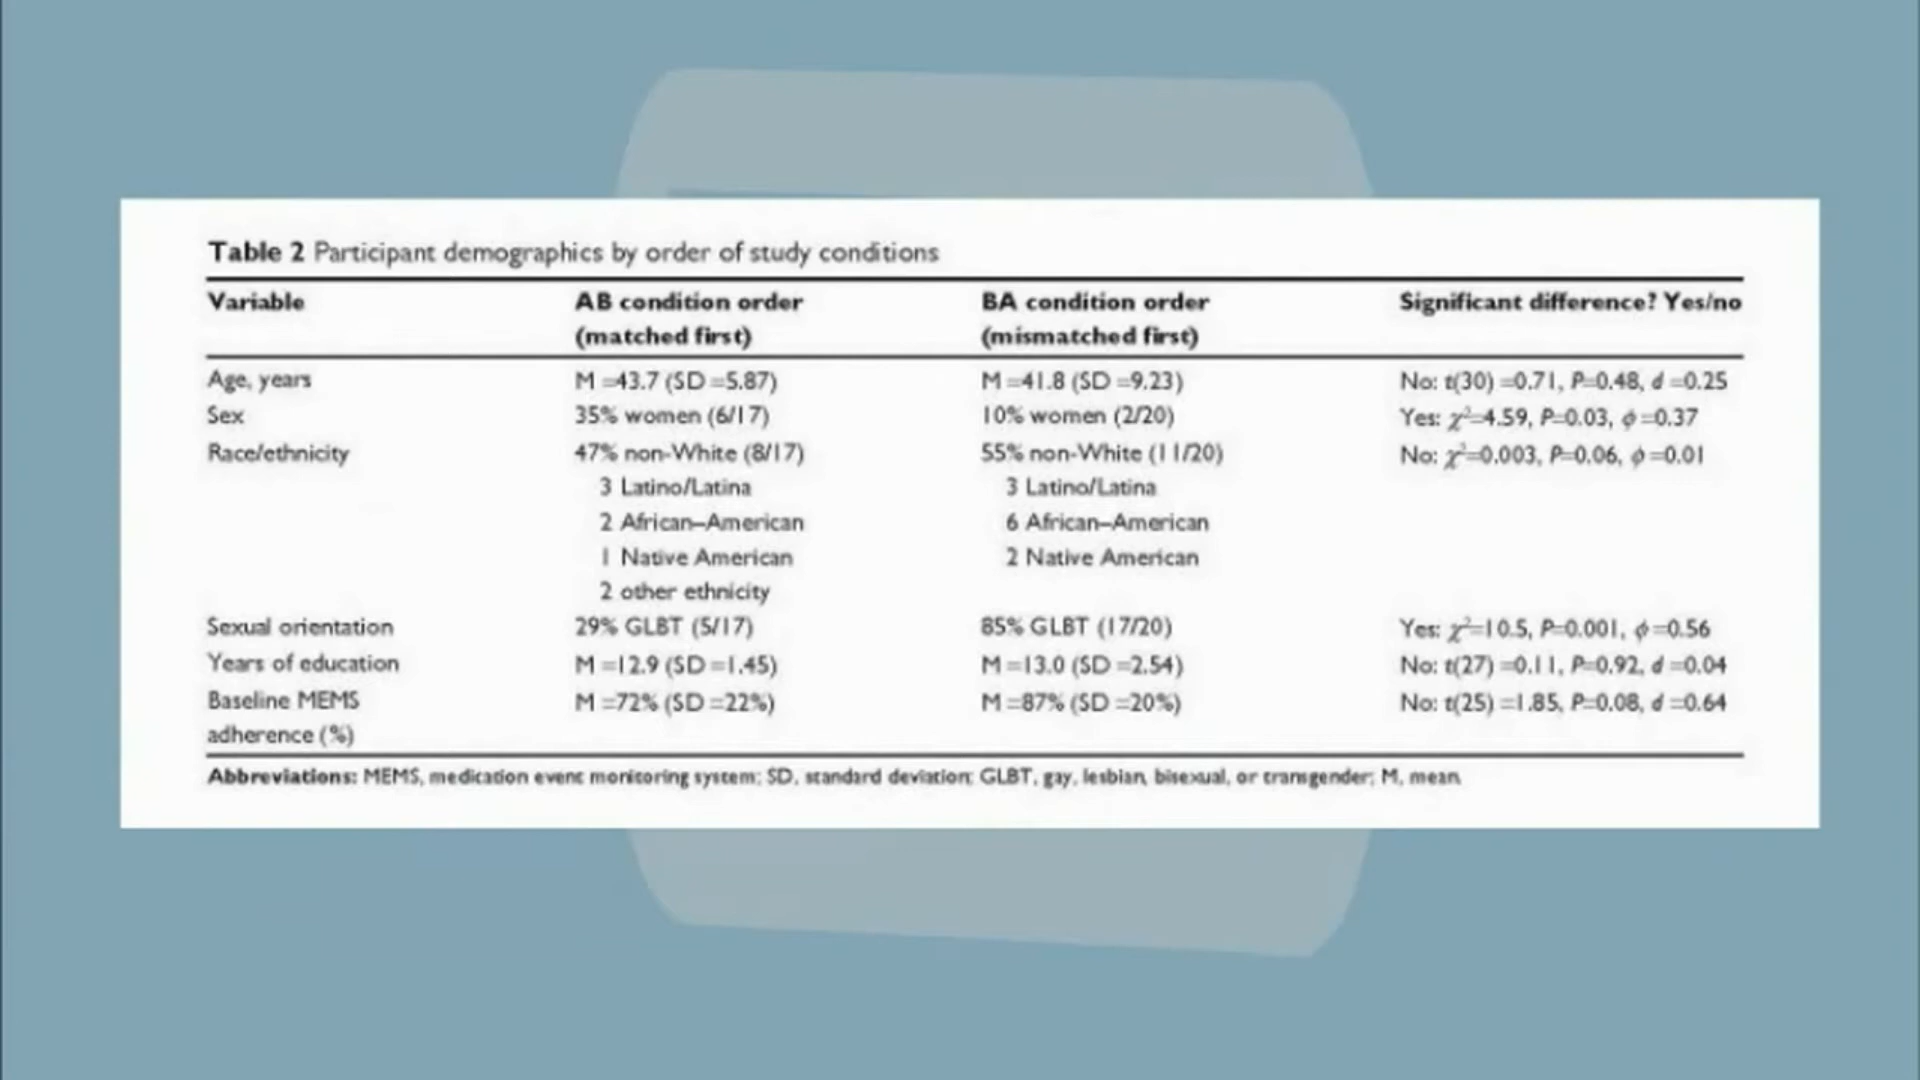 Table 2 Participant demographics by order of study conditions
Variable AB condition order BA condition order Significant difference? Yes/no
(matched first) (mismatched first)
Age, years M =43.7 (SD =5.87) M =41.8 (SD =9.23) No: t(30) =0.71, P=0.48, d =0.25
Sex 35% women (6/17) 10% women (2/20) Yes: χ²=4.59, P=0.03, ϕ =0.37
Race/ethnicity 47% non-White (8/17) 55% non-White (11/20) No: χ²=0.003, P=0.06, ϕ =0.01
3 Latino/Latina 3 Latino/Latina
2 African–American 6 African–American
1 Native American 2 Native American
2 other ethnicity
Sexual orientation 29% GLBT (5/17) 85% GLBT (17/20) Yes: χ²=10.5, P=0.001, ϕ =0.56
Years of education M =12.9 (SD =1.45) M =13.0 (SD =2.54) No: t(27) =0.11, P=0.92, d =0.04
Baseline MEMS M =72% (SD =22%) M =87% (SD =20%) No: t(25) =1.85, P=0.08, d =0.64
adherence (%)
Abbreviations: MEMS, medication event monitoring system; SD, standard deviation; GLBT, gay, lesbian, bisexual, or transgender; M, mean.